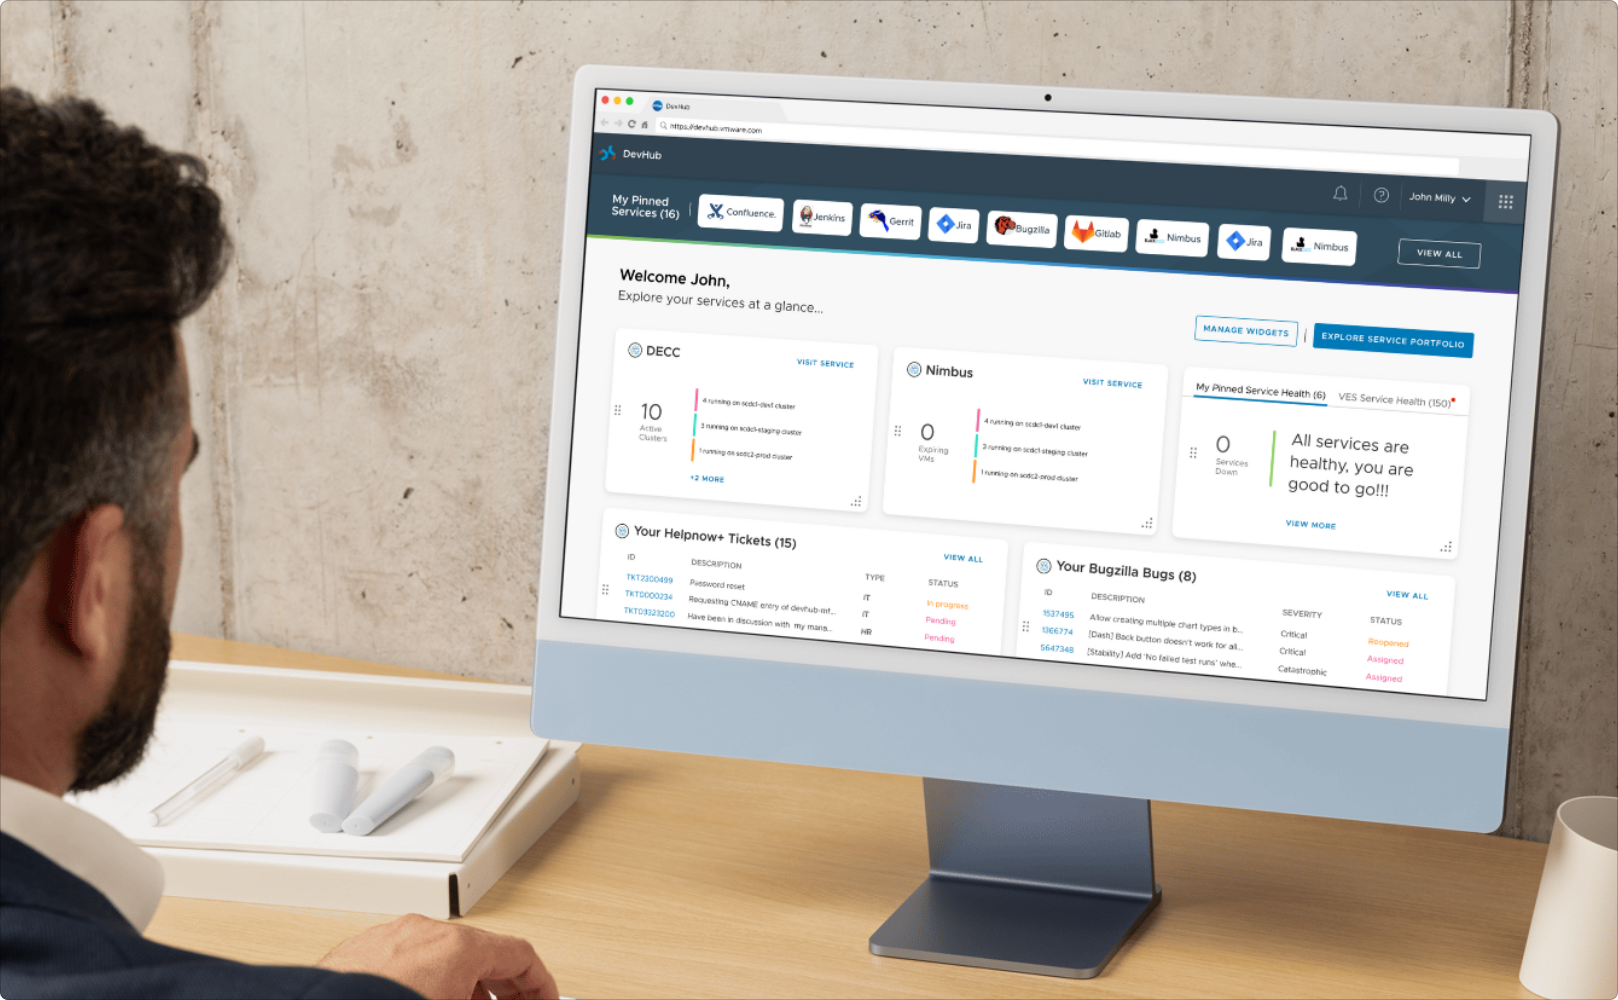 DevHub
https://devhub.vmware.com
DevHub
John Milly
My Pinned
Services (16)
Confluence.
Jenkins
Gerrit
Jira
Bugzilla
Gitlab
Nimbus
Jira
Nimbus
VIEW ALL
Welcome John,
Explore your services at a glance...
MANAGE WIDGETS
EXPLORE SERVICE PORTFOLIO
DECC
VISIT SERVICE
10
Active
Clusters
4 running on scdc1-dev1 cluster
3 running on scdc1-staging cluster
1 running on scdc2-prod cluster
+2 MORE
Nimbus
VISIT SERVICE
0
Expiring
VMs
4 running on scdc1-dev1 cluster
3 running on scdc1-staging cluster
1 running on scdc2-prod cluster
My Pinned Service Health (6)
VES Service Health (150)
0
Services
Down
All services are
healthy, you are
good to go!!!
VIEW MORE
Your Helpnow+ Tickets (15)
VIEW ALL
ID DESCRIPTION TYPE STATUS
TKT2300499 Password reset IT In progress
TKT0000234 Requesting CNAME entry of devhub-inf... IT Pending
TKT03323200 Have been in discussion with my mana... HR Pending
Your Bugzilla Bugs (8)
VIEW ALL
ID DESCRIPTION SEVERITY STATUS
1537495 Allow creating multiple chart types in b... Critical Reopened
1366774 [Dash] Back button doesn't work for all... Critical Assigned
5647348 [Stability] Add 'No failed test runs' whe... Catastrophic Assigned